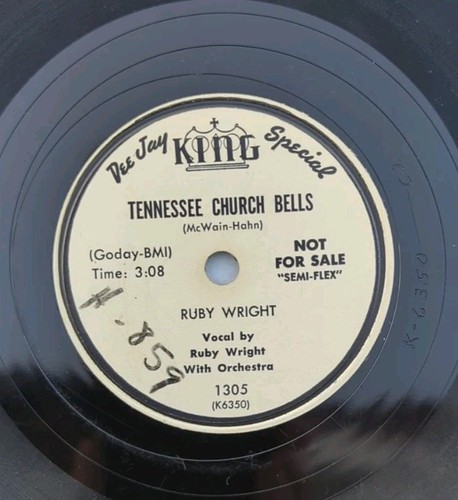 Dee Jay KING Special
TENNESSEE CHURCH BELLS
(McWain-Hahn)
(Goday-BMI)
Time: 3:08
NOT
FOR SALE
"SEMI-FLEX"
RUBY WRIGHT
Vocal by
Ruby Wright
With Orchestra
1305
(K6350)
K-6350